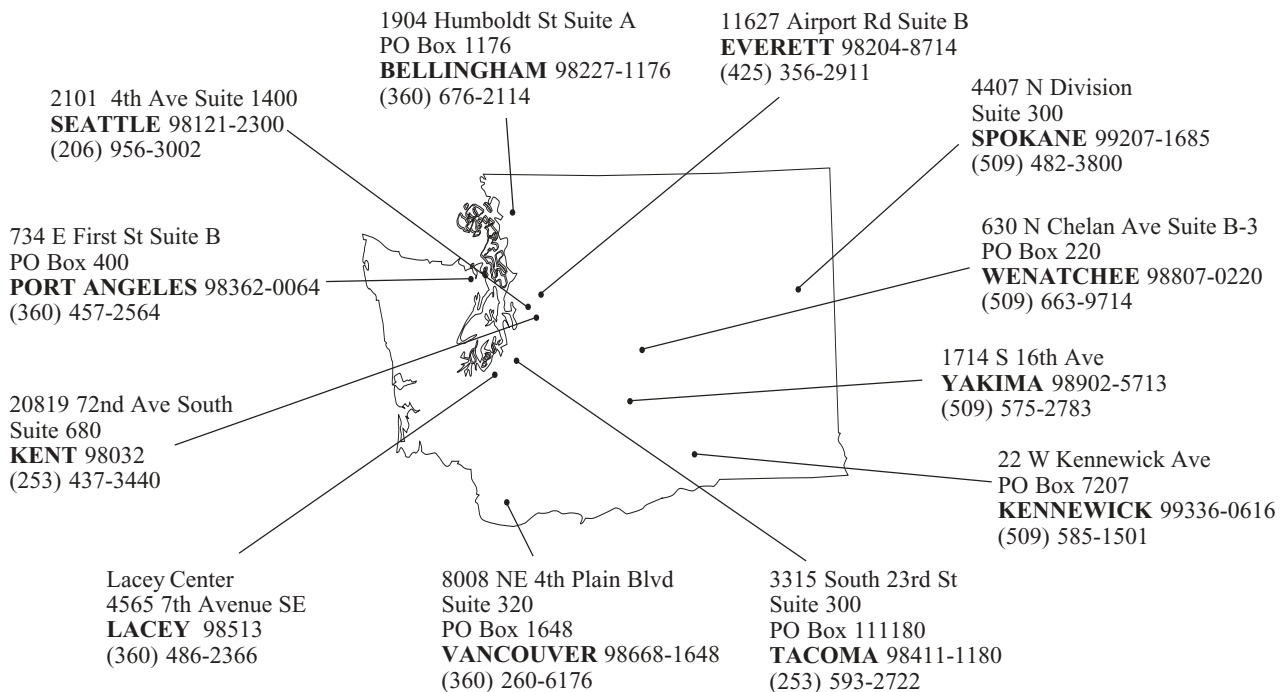 1904 Humboldt St Suite A
PO Box 1176
BELLINGHAM 98227-1176
(360) 676-2114
11627 Airport Rd Suite B
EVERETT 98204-8714
(425) 356-2911
2101 4th Ave Suite 1400
SEATTLE 98121-2300
(206) 956-3002
4407 N Division
Suite 300
SPOKANE 99207-1685
(509) 482-3800
734 E First St Suite B
PO Box 400
PORT ANGELES 98362-0064
(360) 457-2564
630 N Chelan Ave Suite B-3
PO Box 220
WENATCHEE 98807-0220
(509) 663-9714
1714 S 16th Ave
YAKIMA 98902-5713
(509) 575-2783
20819 72nd Ave South
Suite 680
KENT 98032
(253) 437-3440
22 W Kennewick Ave
PO Box 7207
KENNEWICK 99336-0616
(509) 585-1501
Lacey Center
4565 7th Avenue SE
LACEY 98513
(360) 486-2366
8008 NE 4th Plain Blvd
Suite 320
PO Box 1648
VANCOUVER 98668-1648
(360) 260-6176
3315 South 23rd St
Suite 300
PO Box 111180
TACOMA 98411-1180
(253) 593-2722